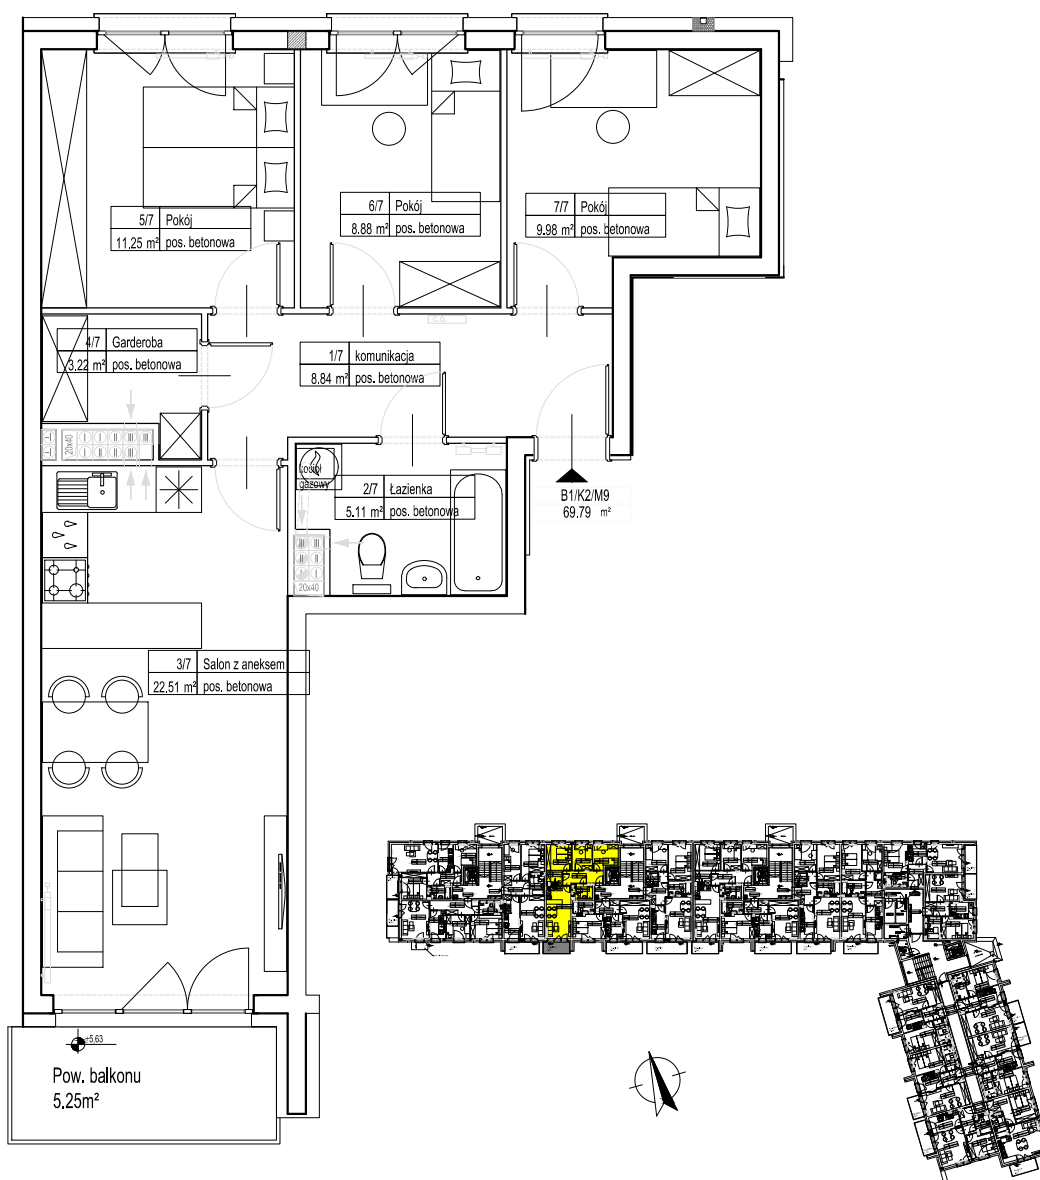 5/7 Pokój
11.25 m² pos. betonowa
6/7 Pokój
8.88 m² pos. betonowa
7/7 Pokój
9.98 m² pos. betonowa
4/7 Garderoba
3.22 m² pos. betonowa
1/7 komunikacja
8.84 m² pos. betonowa
C.O.
20x40
kocioł
gazowy
2/7 Łazienka
5.11 m² pos. betonowa
B1/K2/M9
69.79 m²
20x40
3/7 Salon z aneksem
22.51 m² pos. betonowa
+5,63
Pow. balkonu
5.25m²